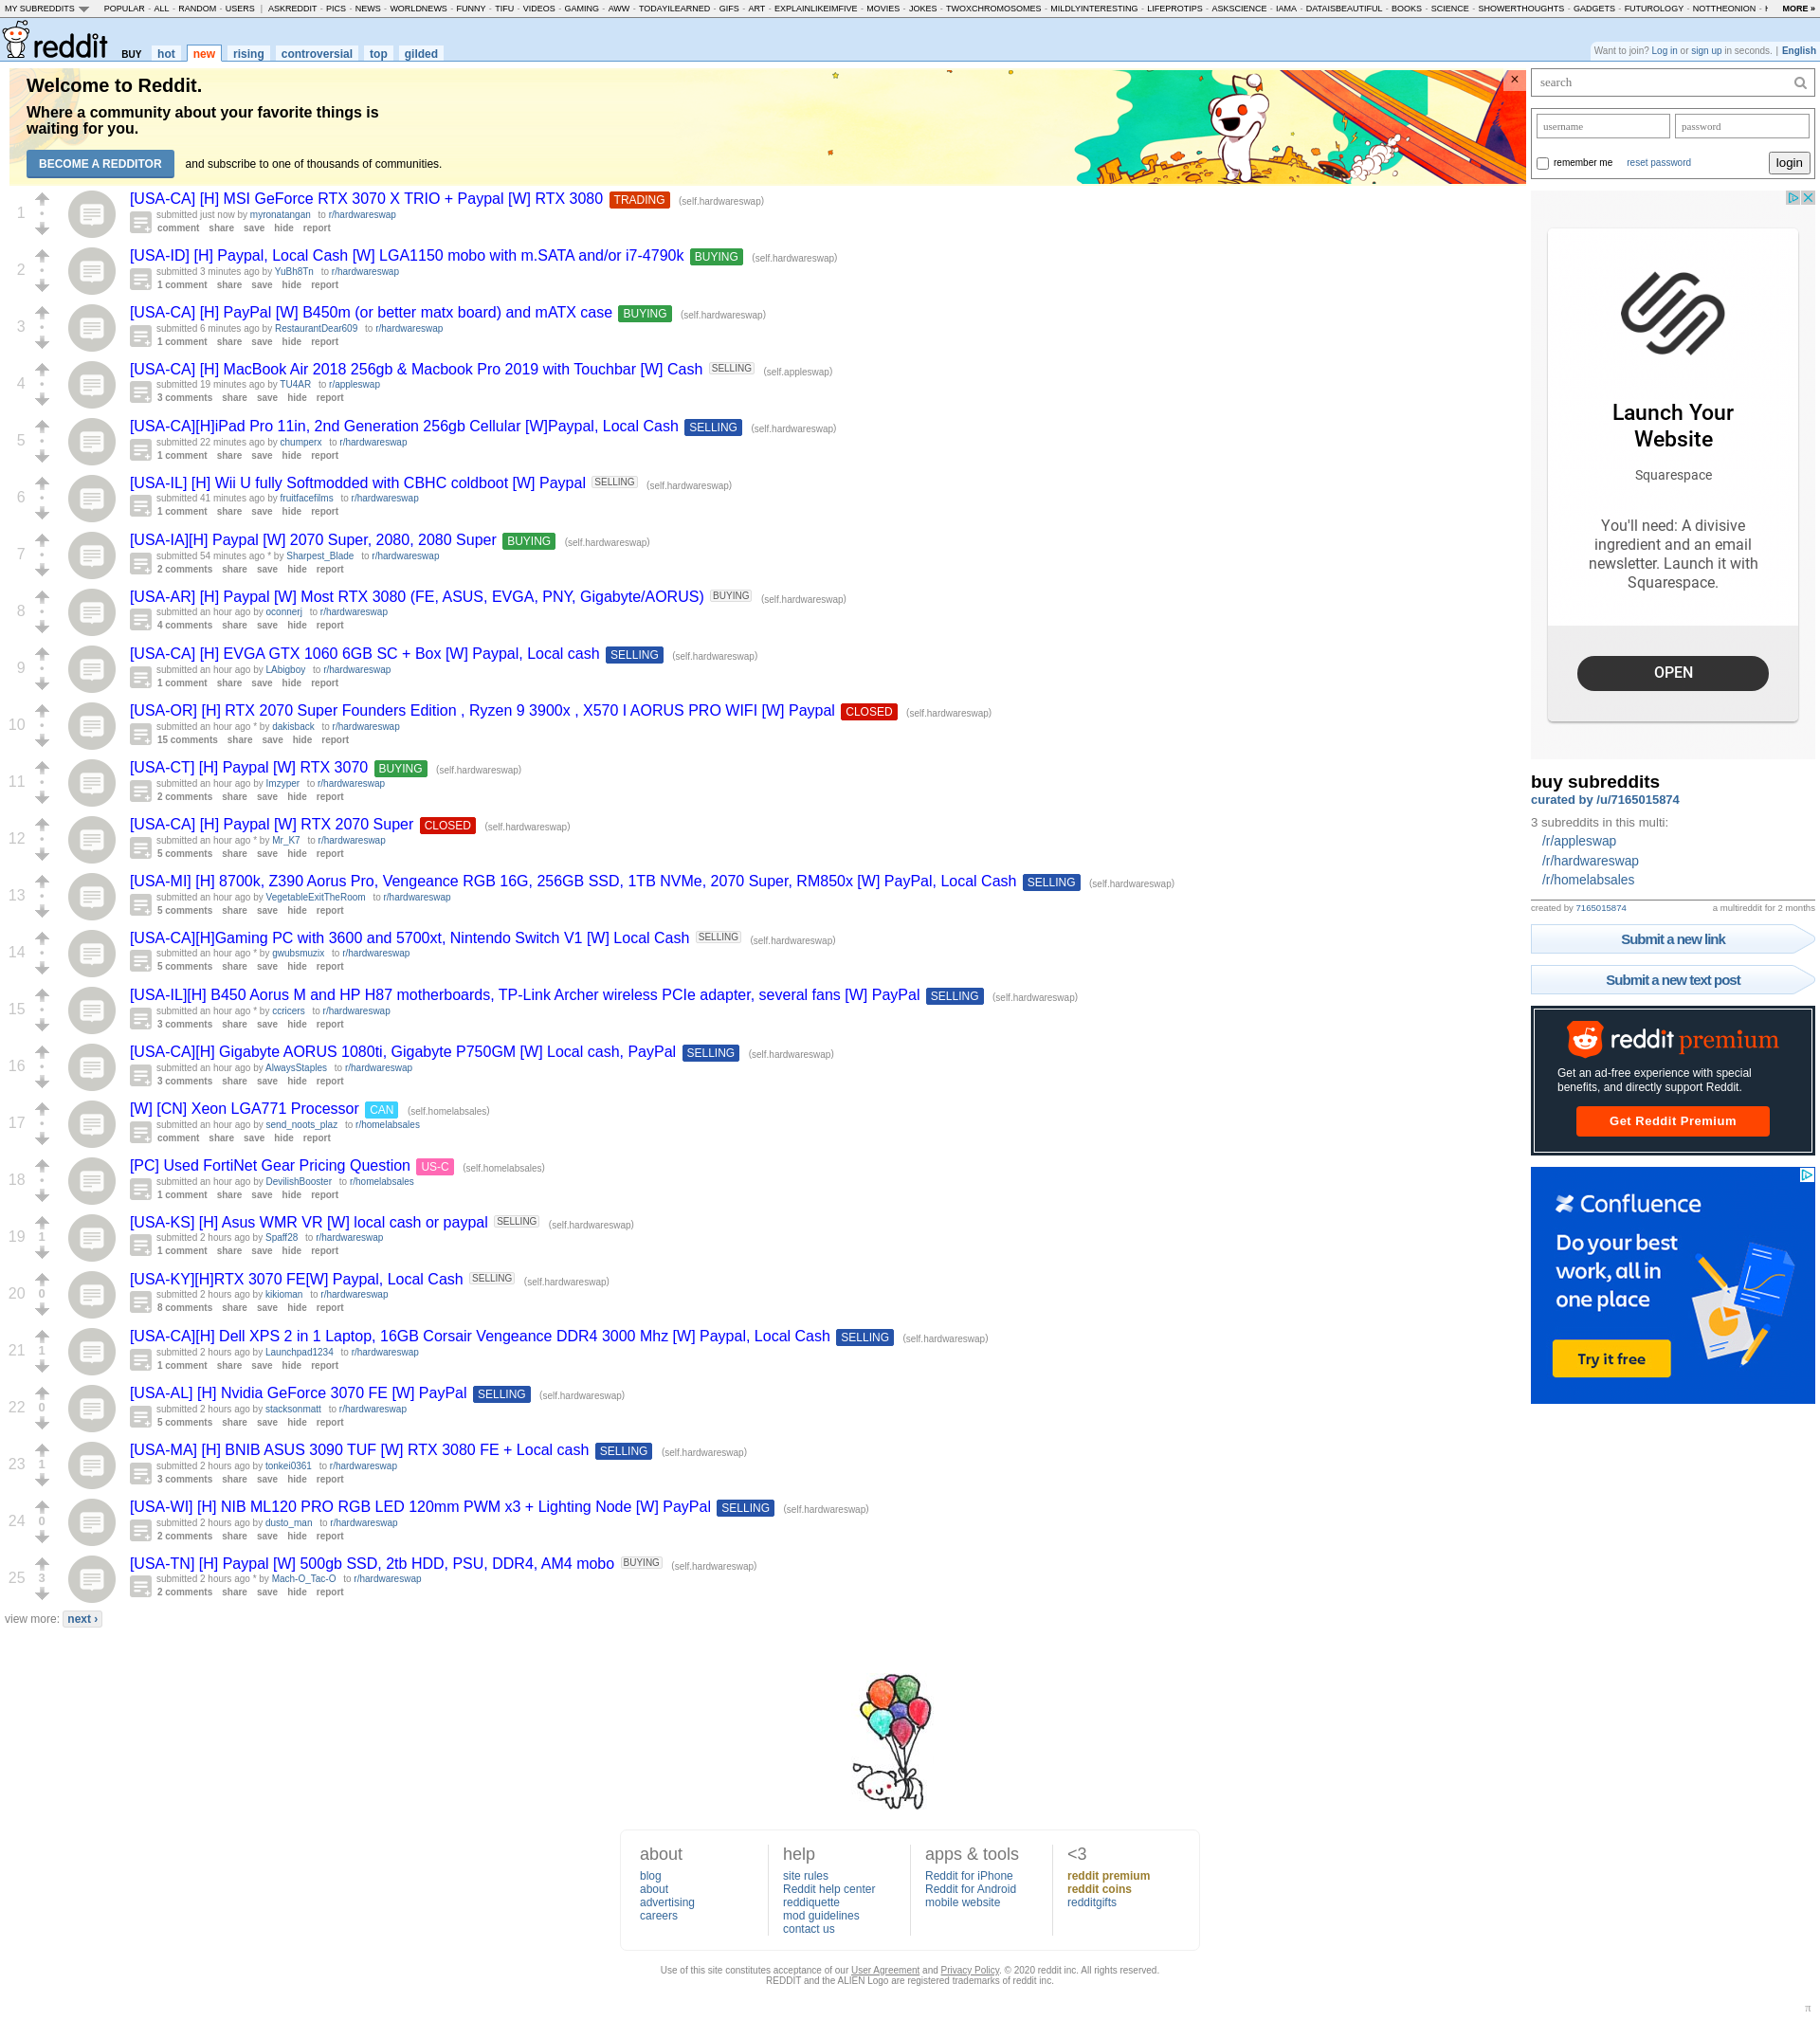 MY SUBREDDITS POPULAR - ALL - RANDOM - USERS | ASKREDDIT - PICS - NEWS - WORLDNEWS - FUNNY - TIFU - VIDEOS - GAMING - AWW - TODAYILEARNED - GIFS - ART - EXPLAINLIKEIMFIVE - MOVIES - JOKES - TWOXCHROMOSOMES - MILDLYINTERESTING - LIFEPROTIPS - ASKSCIENCE - IAMA - DATAISBEAUTIFUL - BOOKS - SCIENCE - SHOWERTHOUGHTS - GADGETS - FUTUROLOGY - NOTTHEONION - MORE »
reddit BUY hot new rising controversial top gilded
Want to join? Log in or sign up in seconds. | English
Welcome to Reddit.
Where a community about your favorite things is
waiting for you.
BECOME A REDDITOR and subscribe to one of thousands of communities.
×
1
[USA-CA] [H] MSI GeForce RTX 3070 X TRIO + Paypal [W] RTX 3080 TRADING (self.hardwareswap)
submitted just now by myronatangan to r/hardwareswap
comment share save hide report
2
[USA-ID] [H] Paypal, Local Cash [W] LGA1150 mobo with m.SATA and/or i7-4790k BUYING (self.hardwareswap)
submitted 3 minutes ago by YuBh8Tn to r/hardwareswap
1 comment share save hide report
3
[USA-CA] [H] PayPal [W] B450m (or better matx board) and mATX case BUYING (self.hardwareswap)
submitted 6 minutes ago by RestaurantDear609 to r/hardwareswap
1 comment share save hide report
4
[USA-CA] [H] MacBook Air 2018 256gb & Macbook Pro 2019 with Touchbar [W] Cash SELLING (self.appleswap)
submitted 19 minutes ago by TU4AR to r/appleswap
3 comments share save hide report
5
[USA-CA][H]iPad Pro 11in, 2nd Generation 256gb Cellular [W]Paypal, Local Cash SELLING (self.hardwareswap)
submitted 22 minutes ago by chumperx to r/hardwareswap
1 comment share save hide report
6
[USA-IL] [H] Wii U fully Softmodded with CBHC coldboot [W] Paypal SELLING (self.hardwareswap)
submitted 41 minutes ago by fruitfacefilms to r/hardwareswap
1 comment share save hide report
7
[USA-IA][H] Paypal [W] 2070 Super, 2080, 2080 Super BUYING (self.hardwareswap)
submitted 54 minutes ago * by Sharpest_Blade to r/hardwareswap
2 comments share save hide report
8
[USA-AR] [H] Paypal [W] Most RTX 3080 (FE, ASUS, EVGA, PNY, Gigabyte/AORUS) BUYING (self.hardwareswap)
submitted an hour ago by oconnerj to r/hardwareswap
4 comments share save hide report
9
[USA-CA] [H] EVGA GTX 1060 6GB SC + Box [W] Paypal, Local cash SELLING (self.hardwareswap)
submitted an hour ago by LAbigboy to r/hardwareswap
1 comment share save hide report
10
[USA-OR] [H] RTX 2070 Super Founders Edition , Ryzen 9 3900x , X570 I AORUS PRO WIFI [W] Paypal CLOSED (self.hardwareswap)
submitted an hour ago * by dakisback to r/hardwareswap
15 comments share save hide report
11
[USA-CT] [H] Paypal [W] RTX 3070 BUYING (self.hardwareswap)
submitted an hour ago by Imzyper to r/hardwareswap
2 comments share save hide report
12
[USA-CA] [H] Paypal [W] RTX 2070 Super CLOSED (self.hardwareswap)
submitted an hour ago * by Mr_K7 to r/hardwareswap
5 comments share save hide report
13
[USA-MI] [H] 8700k, Z390 Aorus Pro, Vengeance RGB 16G, 256GB SSD, 1TB NVMe, 2070 Super, RM850x [W] PayPal, Local Cash SELLING (self.hardwareswap)
submitted an hour ago by VegetableExitTheRoom to r/hardwareswap
5 comments share save hide report
14
[USA-CA][H]Gaming PC with 3600 and 5700xt, Nintendo Switch V1 [W] Local Cash SELLING (self.hardwareswap)
submitted an hour ago * by gwubsmuzix to r/hardwareswap
5 comments share save hide report
15
[USA-IL][H] B450 Aorus M and HP H87 motherboards, TP-Link Archer wireless PCIe adapter, several fans [W] PayPal SELLING (self.hardwareswap)
submitted an hour ago * by ccricers to r/hardwareswap
3 comments share save hide report
16
[USA-CA][H] Gigabyte AORUS 1080ti, Gigabyte P750GM [W] Local cash, PayPal SELLING (self.hardwareswap)
submitted an hour ago by AlwaysStaples to r/hardwareswap
3 comments share save hide report
17
[W] [CN] Xeon LGA771 Processor CAN (self.homelabsales)
submitted an hour ago by send_noots_plaz to r/homelabsales
comment share save hide report
18
[PC] Used FortiNet Gear Pricing Question US-C (self.homelabsales)
submitted an hour ago by DevilishBooster to r/homelabsales
1 comment share save hide report
19 1
[USA-KS] [H] Asus WMR VR [W] local cash or paypal SELLING (self.hardwareswap)
submitted 2 hours ago by Spaff28 to r/hardwareswap
1 comment share save hide report
20 0
[USA-KY][H]RTX 3070 FE[W] Paypal, Local Cash SELLING (self.hardwareswap)
submitted 2 hours ago by kikioman to r/hardwareswap
8 comments share save hide report
21 1
[USA-CA][H] Dell XPS 2 in 1 Laptop, 16GB Corsair Vengeance DDR4 3000 Mhz [W] Paypal, Local Cash SELLING (self.hardwareswap)
submitted 2 hours ago by Launchpad1234 to r/hardwareswap
1 comment share save hide report
22 0
[USA-AL] [H] Nvidia GeForce 3070 FE [W] PayPal SELLING (self.hardwareswap)
submitted 2 hours ago by stacksonmatt to r/hardwareswap
5 comments share save hide report
23 1
[USA-MA] [H] BNIB ASUS 3090 TUF [W] RTX 3080 FE + Local cash SELLING (self.hardwareswap)
submitted 2 hours ago by tonkei0361 to r/hardwareswap
3 comments share save hide report
24 0
[USA-WI] [H] NIB ML120 PRO RGB LED 120mm PWM x3 + Lighting Node [W] PayPal SELLING (self.hardwareswap)
submitted 2 hours ago by dusto_man to r/hardwareswap
2 comments share save hide report
25 3
[USA-TN] [H] Paypal [W] 500gb SSD, 2tb HDD, PSU, DDR4, AM4 mobo BUYING (self.hardwareswap)
submitted 2 hours ago * by Mach-O_Tac-O to r/hardwareswap
2 comments share save hide report
view more: next ›
search
username password
remember me reset password login
Launch Your
Website
Squarespace
You'll need: A divisive
ingredient and an email
newsletter. Launch it with
Squarespace.
OPEN
buy subreddits
curated by /u/7165015874
3 subreddits in this multi:
/r/appleswap
/r/hardwareswap
/r/homelabsales
created by 7165015874 a multireddit for 2 months
Submit a new link
Submit a new text post
reddit premium
Get an ad-free experience with special
benefits, and directly support Reddit.
Get Reddit Premium
Confluence
Do your best
work, all in
one place
Try it free
about
blog
about
advertising
careers
help
site rules
Reddit help center
reddiquette
mod guidelines
contact us
apps & tools
Reddit for iPhone
Reddit for Android
mobile website
<3
reddit premium
reddit coins
redditgifts
Use of this site constitutes acceptance of our User Agreement and Privacy Policy. © 2020 reddit inc. All rights reserved.
REDDIT and the ALIEN Logo are registered trademarks of reddit inc.
π